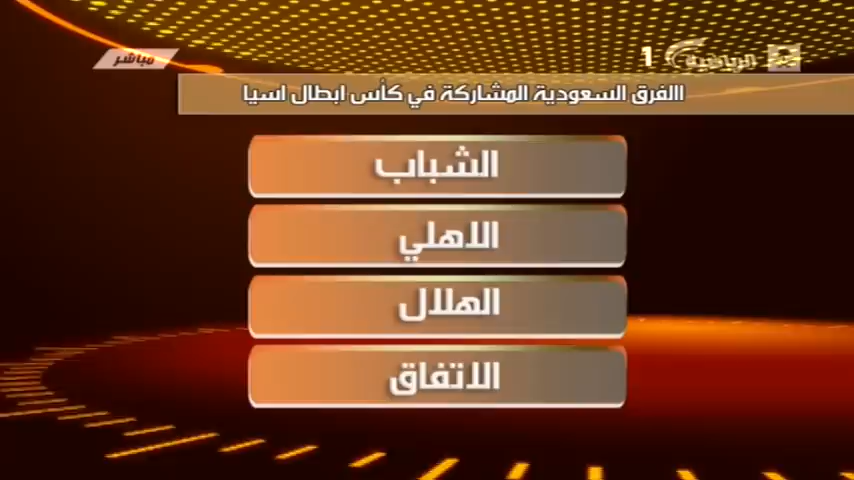 مباشر
الرياضية 1
االفرق السعودية المشاركة في كأس ابطال اسيا
الشباب
الاهلي
الهلال
الاتفاق